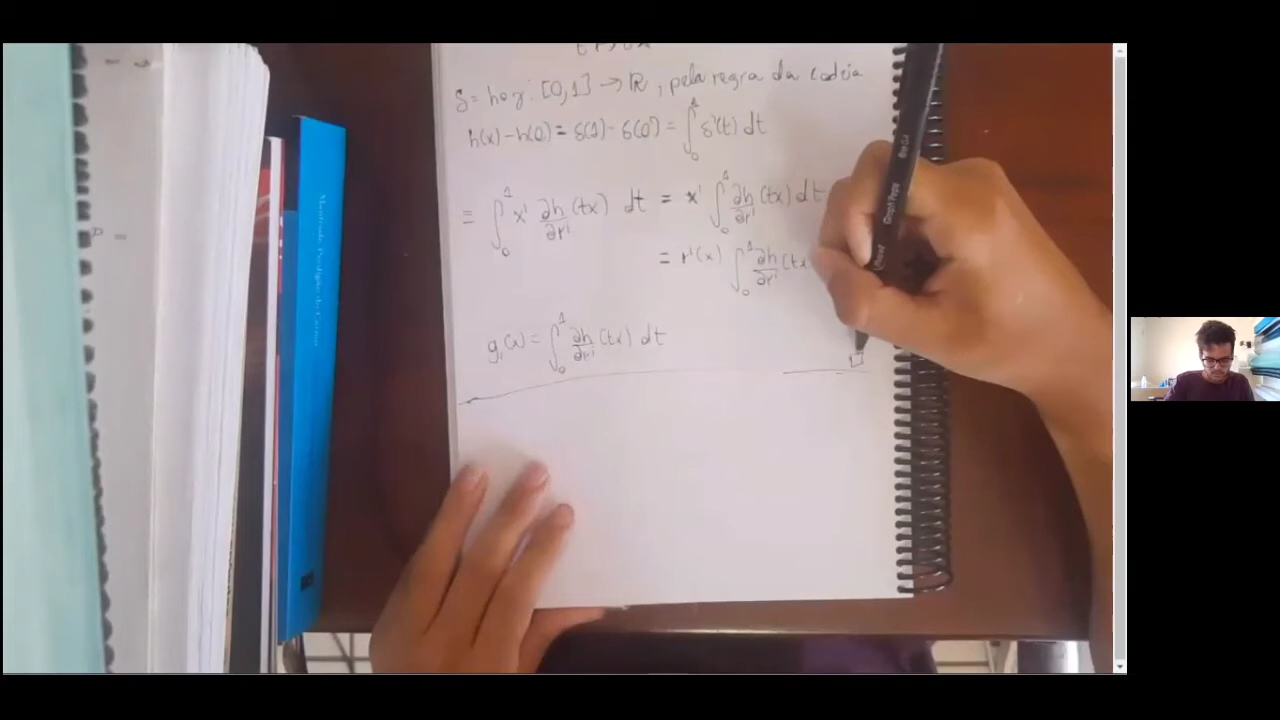 δ = h∘γ: [0,1] → ℝ, pela regra da cadeia
h(x) - h(0) = δ(1) - δ(0) = ∫₀¹ δ'(t) dt
= ∫₀¹ xⁱ ∂h/∂rⁱ (tx) dt = xⁱ ∫₀¹ ∂h/∂rⁱ (tx) dt
= rⁱ(x) ∫₀¹ ∂h/∂rⁱ (tx
gᵢ(x) = ∫₀¹ ∂h/∂rⁱ (tx) dt
□